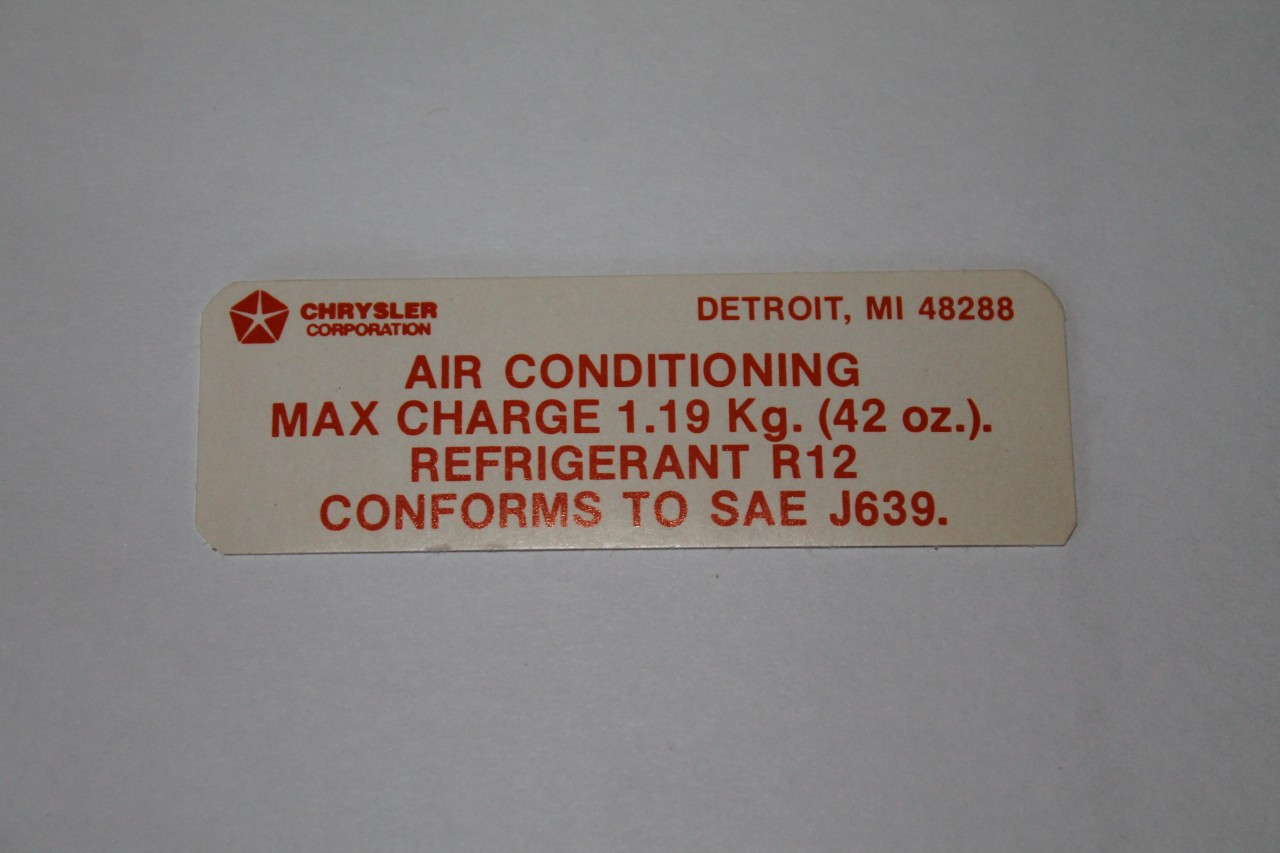 CHRYSLER
CORPORATION
DETROIT, MI 48288
AIR CONDITIONING
MAX CHARGE 1.19 Kg. (42 oz.).
REFRIGERANT R12
CONFORMS TO SAE J639.